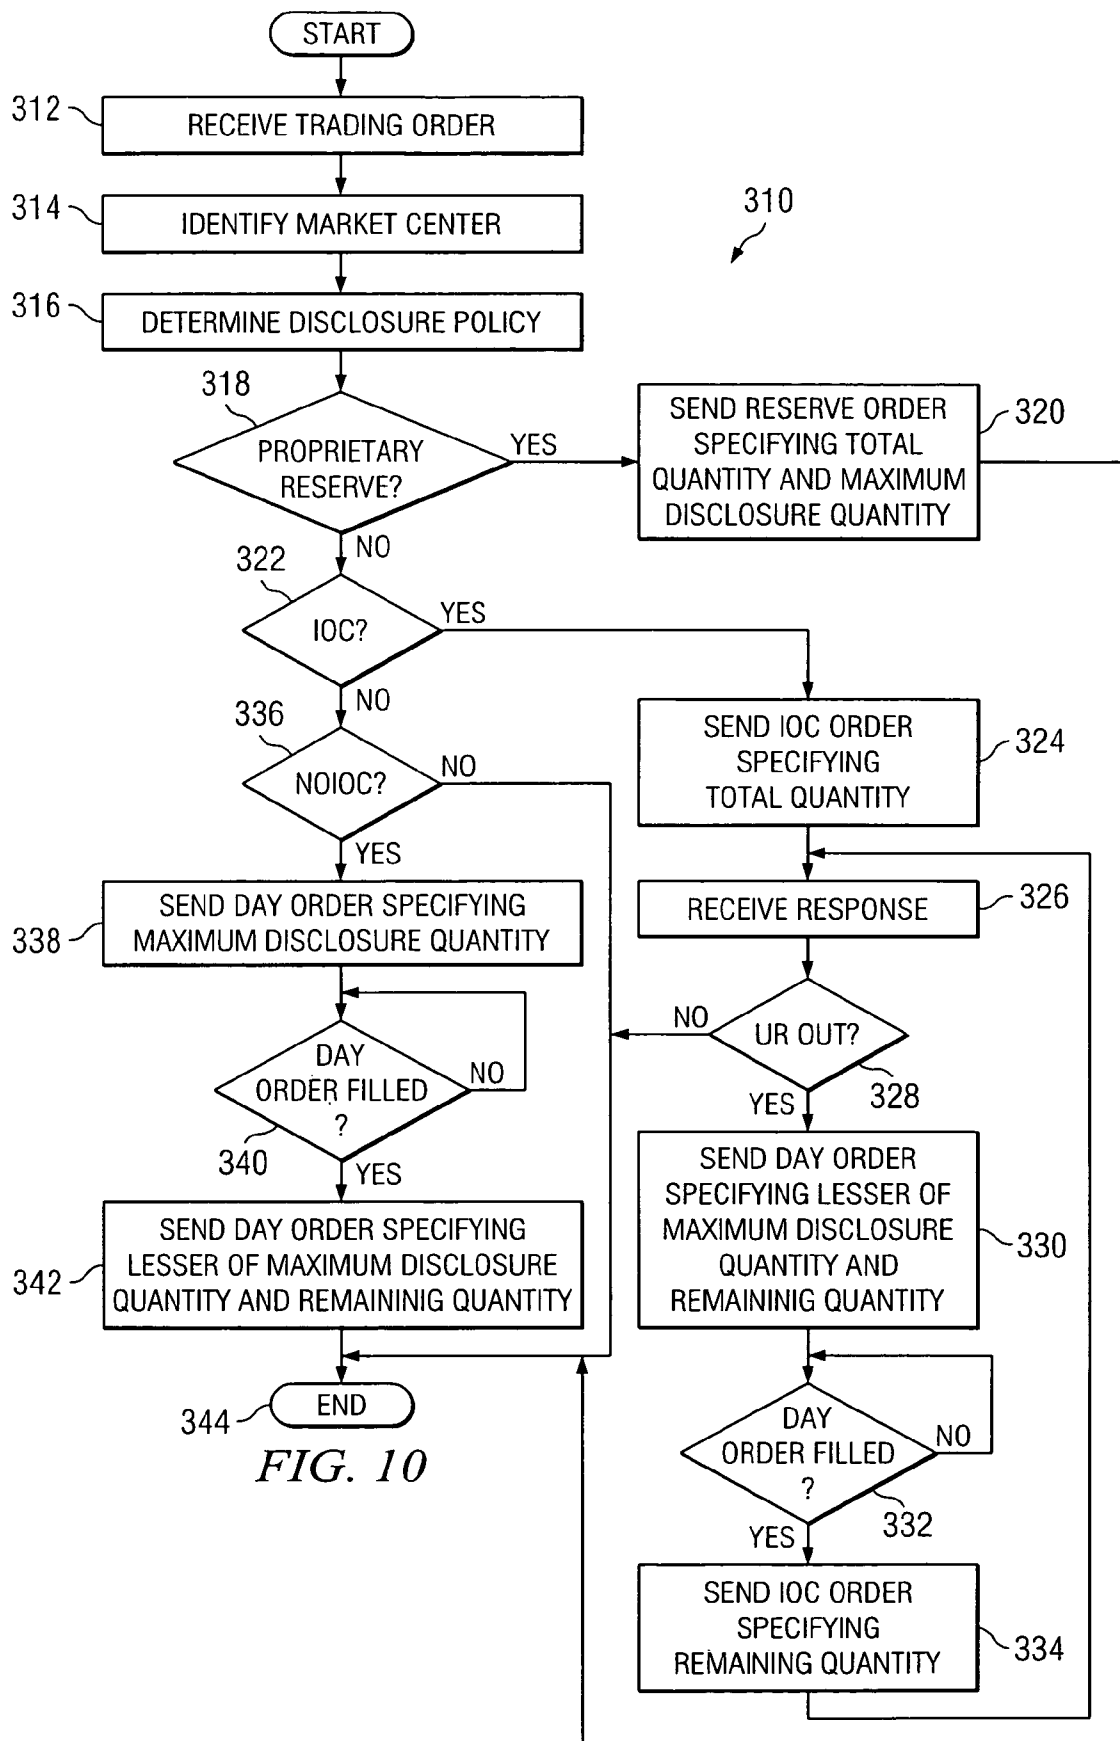 START
312
RECEIVE TRADING ORDER
314
IDENTIFY MARKET CENTER
310
316
DETERMINE DISCLOSURE POLICY
318
PROPRIETARY
RESERVE?
YES
NO
SEND RESERVE ORDER
SPECIFYING TOTAL
QUANTITY AND MAXIMUM
DISCLOSURE QUANTITY
320
322
IOC?
YES
NO
336
NOIOC?
NO
YES
SEND IOC ORDER
SPECIFYING
TOTAL QUANTITY
324
338
SEND DAY ORDER SPECIFYING
MAXIMUM DISCLOSURE QUANTITY
RECEIVE RESPONSE
326
DAY
ORDER FILLED
?
NO
340
YES
UR OUT?
NO
328
YES
342
SEND DAY ORDER SPECIFYING
LESSER OF MAXIMUM DISCLOSURE
QUANTITY AND REMAINING QUANTITY
SEND DAY ORDER
SPECIFYING LESSER OF
MAXIMUM DISCLOSURE
QUANTITY AND
REMAINING QUANTITY
330
344
END
FIG. 10
DAY
ORDER FILLED
?
NO
332
YES
SEND IOC ORDER
SPECIFYING
REMAINING QUANTITY
334